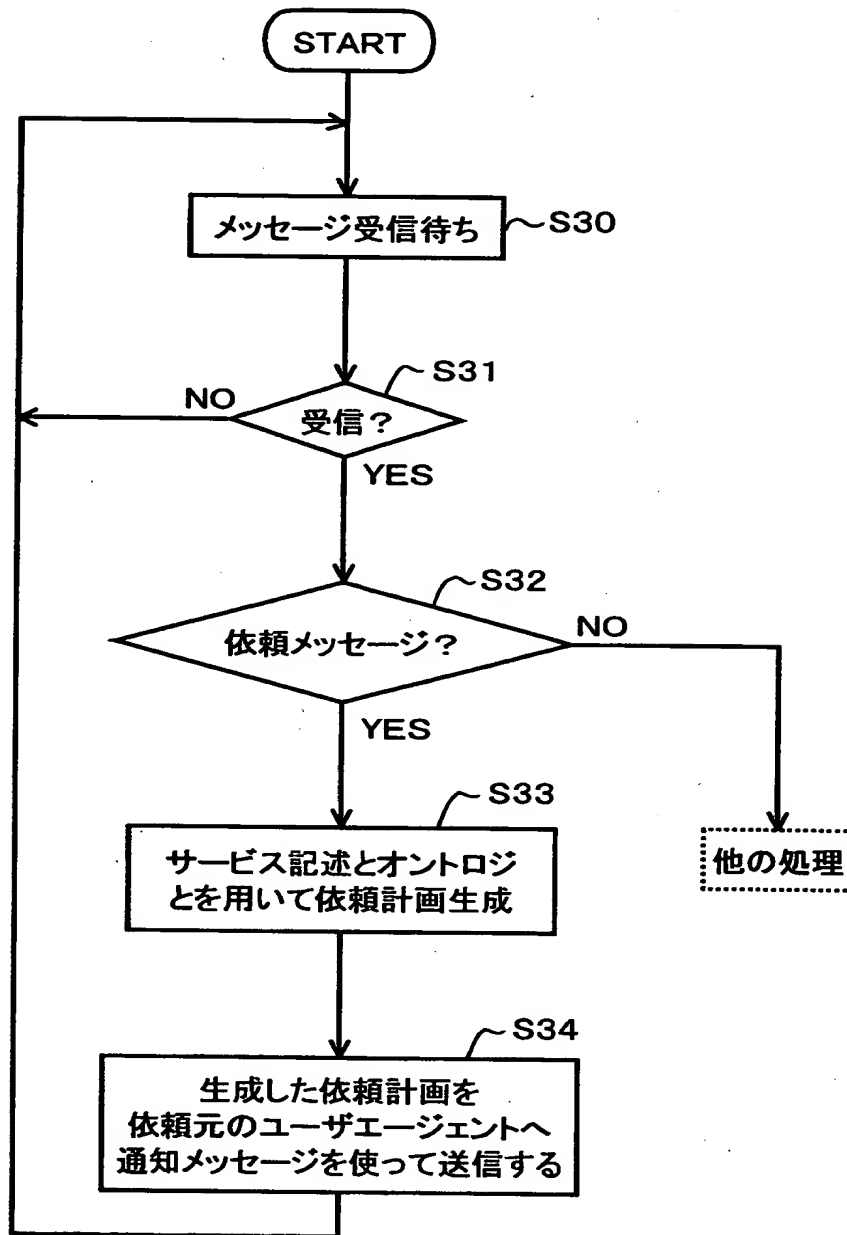 START
メッセージ受信待ち
S30
S31
NO
受信?
YES
S32
依頼メッセージ?
NO
YES
S33
サービス記述とオントロジ
とを用いて依頼計画生成
他の処理
S34
生成した依頼計画を
依頼元のユーザエージェントへ
通知メッセージを使って送信する